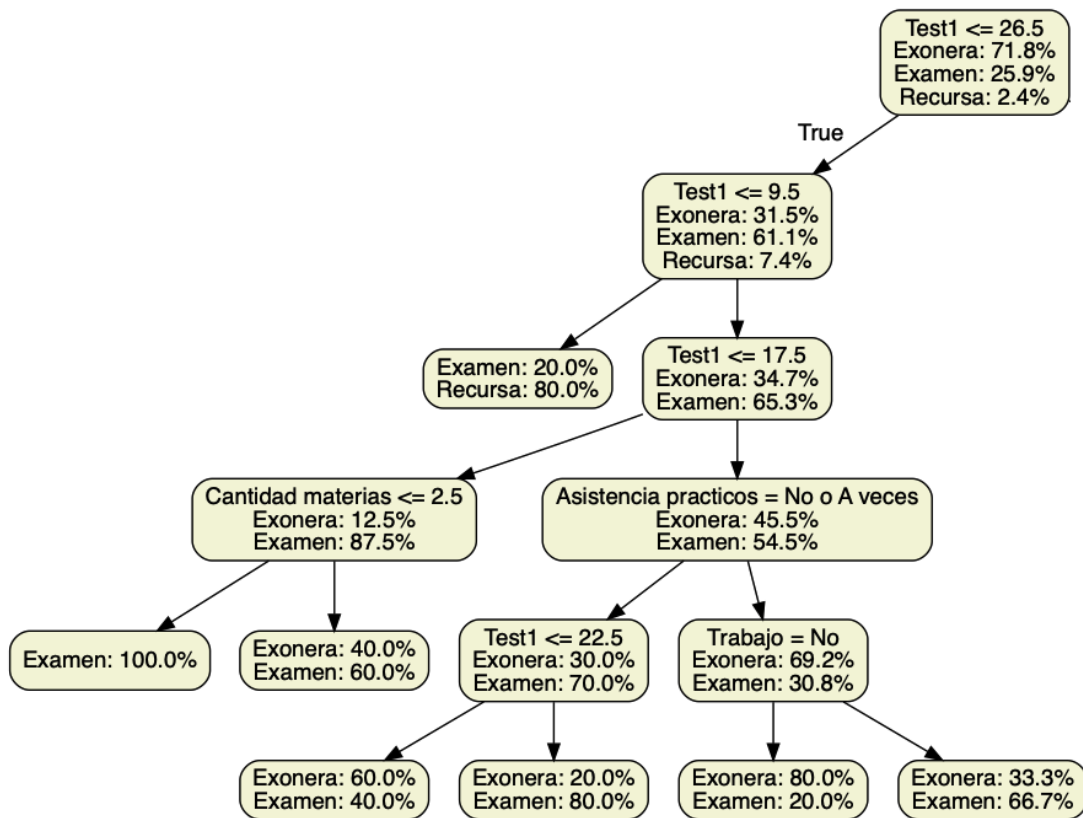 Test1 <= 26.5
Exonera: 71.8%
Examen: 25.9%
Recursa: 2.4%
True
Test1 <= 9.5
Exonera: 31.5%
Examen: 61.1%
Recursa: 7.4%
Examen: 20.0%
Recursa: 80.0%
Test1 <= 17.5
Exonera: 34.7%
Examen: 65.3%
Cantidad materias <= 2.5
Exonera: 12.5%
Examen: 87.5%
Asistencia practicos = No o A veces
Exonera: 45.5%
Examen: 54.5%
Examen: 100.0%
Exonera: 40.0%
Examen: 60.0%
Test1 <= 22.5
Exonera: 30.0%
Examen: 70.0%
Trabajo = No
Exonera: 69.2%
Examen: 30.8%
Exonera: 60.0%
Examen: 40.0%
Exonera: 20.0%
Examen: 80.0%
Exonera: 80.0%
Examen: 20.0%
Exonera: 33.3%
Examen: 66.7%